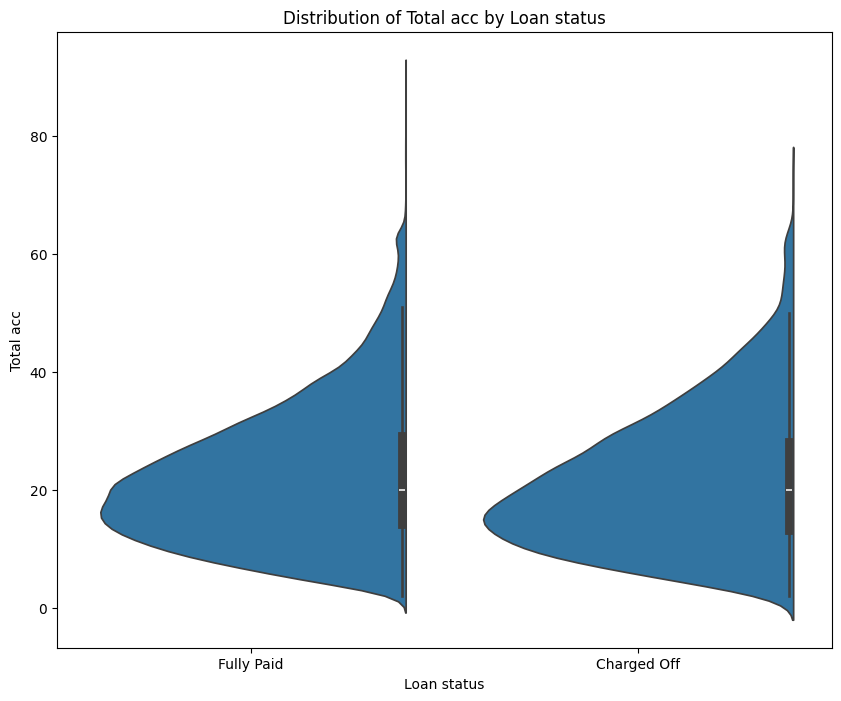 Distribution of Total acc by Loan status
80
60
40
20
0
Total acc
Fully Paid
Charged Off
Loan status